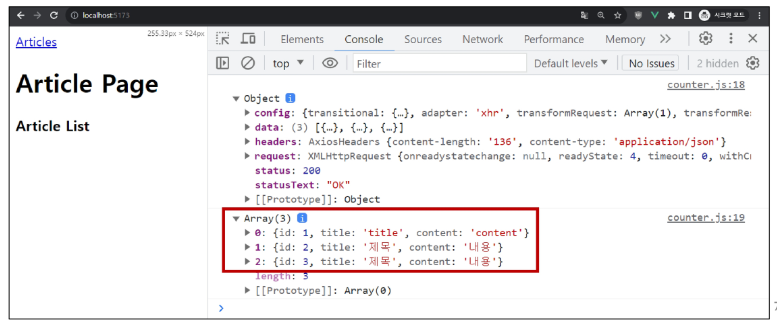 localhost:5173
시크릿 모드
Articles
255.33px × 524px
Elements Console Sources Network Performance Memory
top Filter Default levels No Issues 2 hidden
Article Page
Article List
counter.js:18
Object
config: {transitional: {…}, adapter: 'xhr', transformRequest: Array(1), transformRe
data: (3) [{…}, {…}, {…}]
headers: AxiosHeaders {content-length: '136', content-type: 'application/json'}
request: XMLHttpRequest {onreadystatechange: null, readyState: 4, timeout: 0, withC
status: 200
statusText: "OK"
[[Prototype]]: Object
Array(3) counter.js:19
0: {id: 1, title: 'title', content: 'content'}
1: {id: 2, title: '제목', content: '내용'}
2: {id: 3, title: '제목', content: '내용'}
length: 3
[[Prototype]]: Array(0)